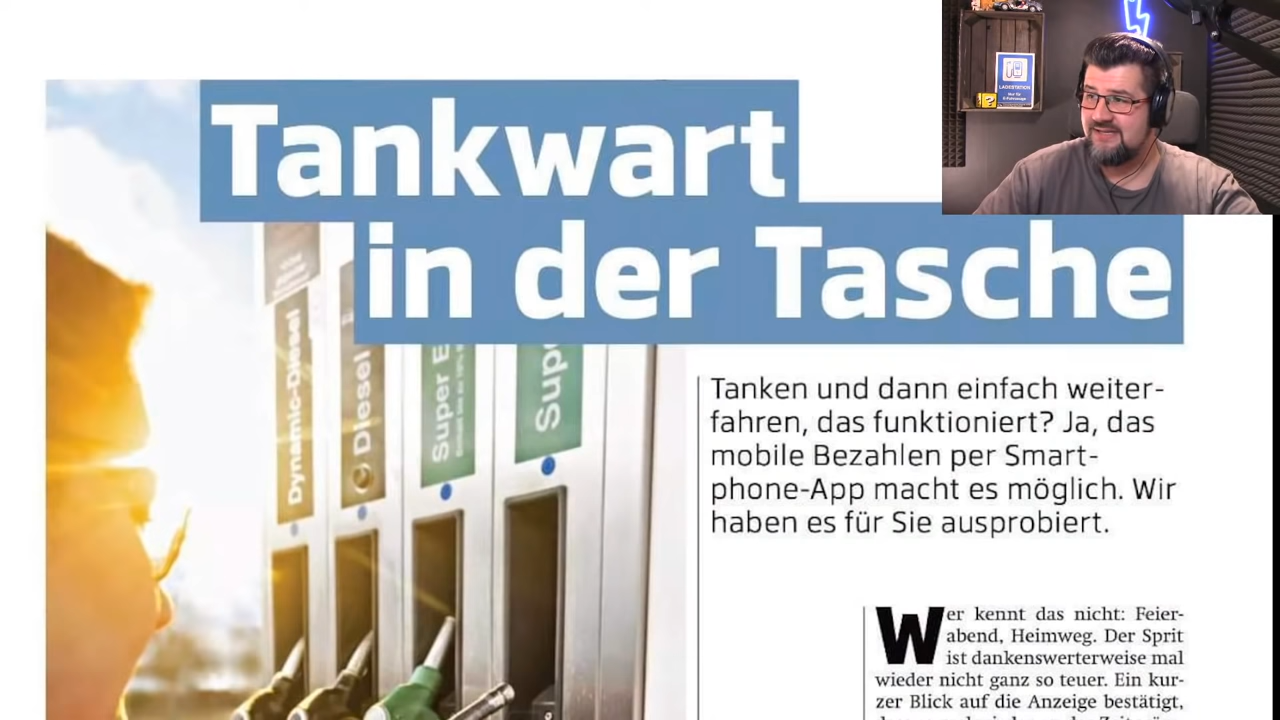 Tankwart
in der Tasche
Tanken und dann einfach weiter-
fahren, das funktioniert? Ja, das
mobile Bezahlen per Smart-
phone-App macht es möglich. Wir
haben es für Sie ausprobiert.
Wer kennt das nicht: Feier-
abend, Heimweg. Der Sprit
ist dankenswerterweise mal
wieder nicht ganz so teuer. Ein kur-
zer Blick auf die Anzeige bestätigt,
Dynamic-Diesel
Diesel
Super E
Supe
LADESTATION
?